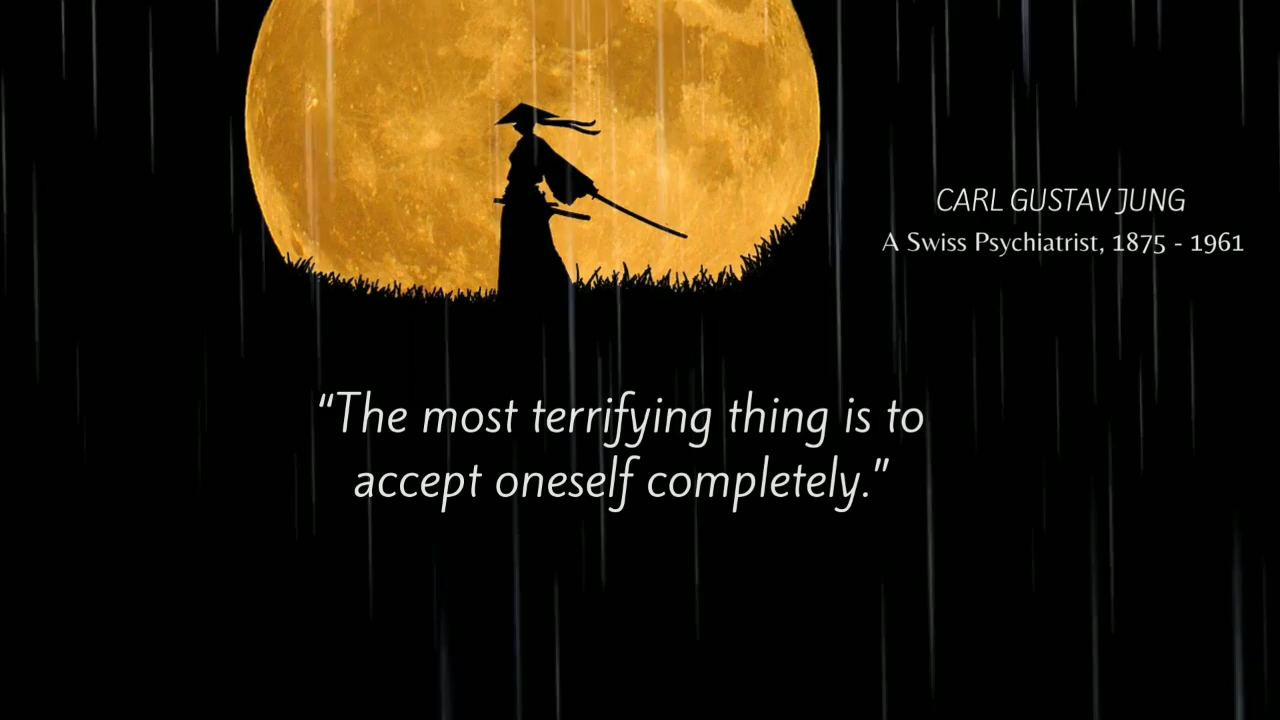 CARL GUSTAV JUNG
A Swiss Psychiatrist, 1875 - 1961
“The most terrifying thing is to
accept oneself completely.”